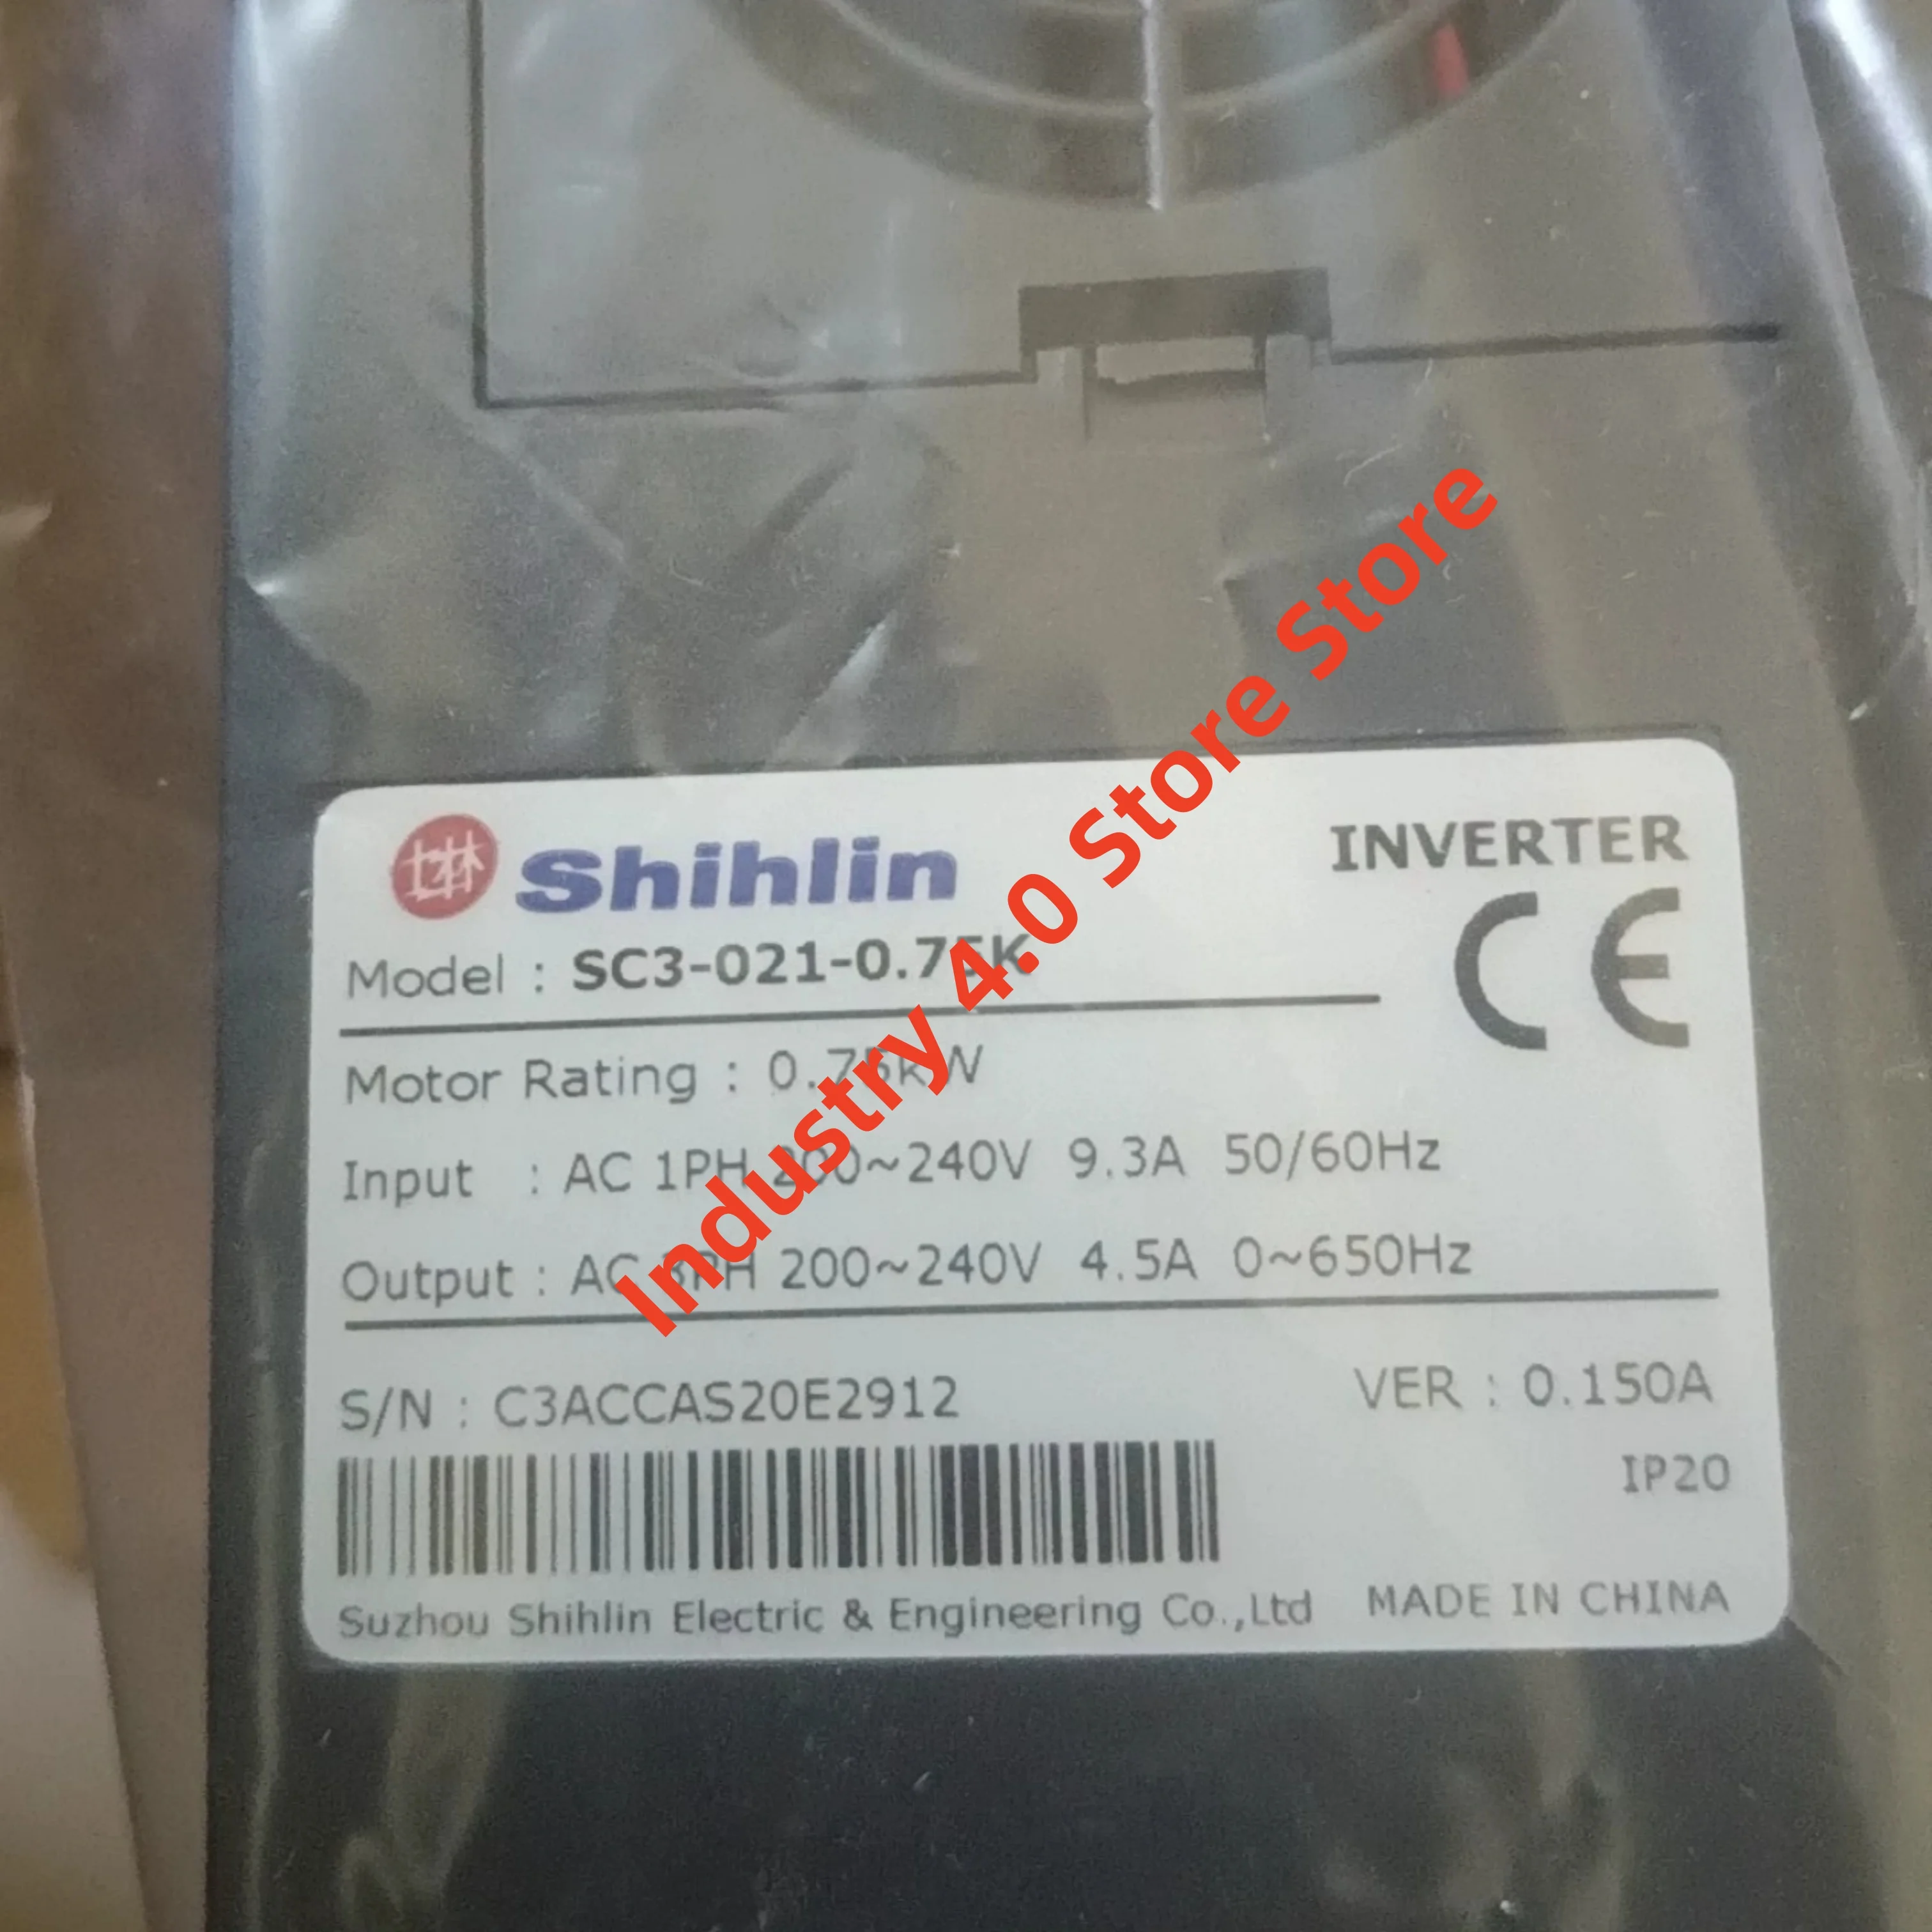 Shihlin
INVERTER
Model : SC3-021-0.75K
CE
Motor Rating : 0.75kW
Input : AC 1PH 200~240V 9.3A 50/60Hz
Output : AC 3PH 200~240V 4.5A 0~650Hz
S/N : C3ACCAS20E2912
VER : 0.150A
IP20
Suzhou Shihlin Electric & Engineering Co.,Ltd
MADE IN CHINA
Industry 4.0 Store Store